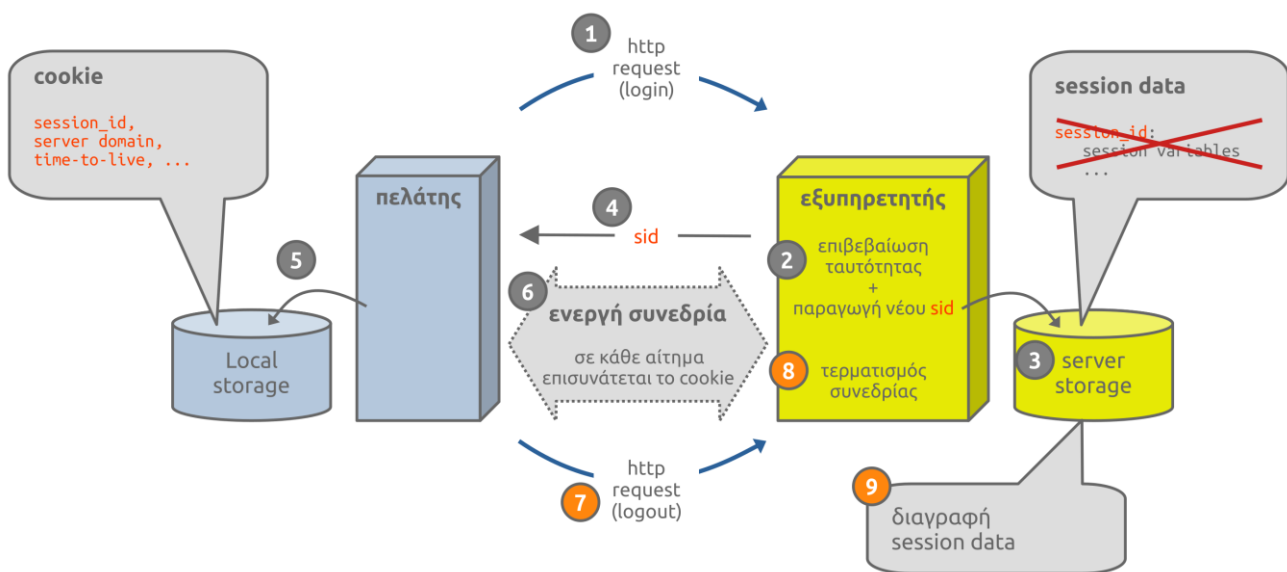 1
http
request
(login)
cookie
session_id,
server domain,
time-to-live, ...
session data
session_id:
session variables
...
πελάτης
εξυπηρετητής
4
sid
2
επιβεβαίωση
ταυτότητας
+
παραγωγή νέου sid
5
6
ενεργή συνεδρία
σε κάθε αίτημα
επισυνάτεται το cookie
Local
storage
3
server
storage
8
τερματισμός
συνεδρίας
7
http
request
(logout)
9
διαγραφή
session data